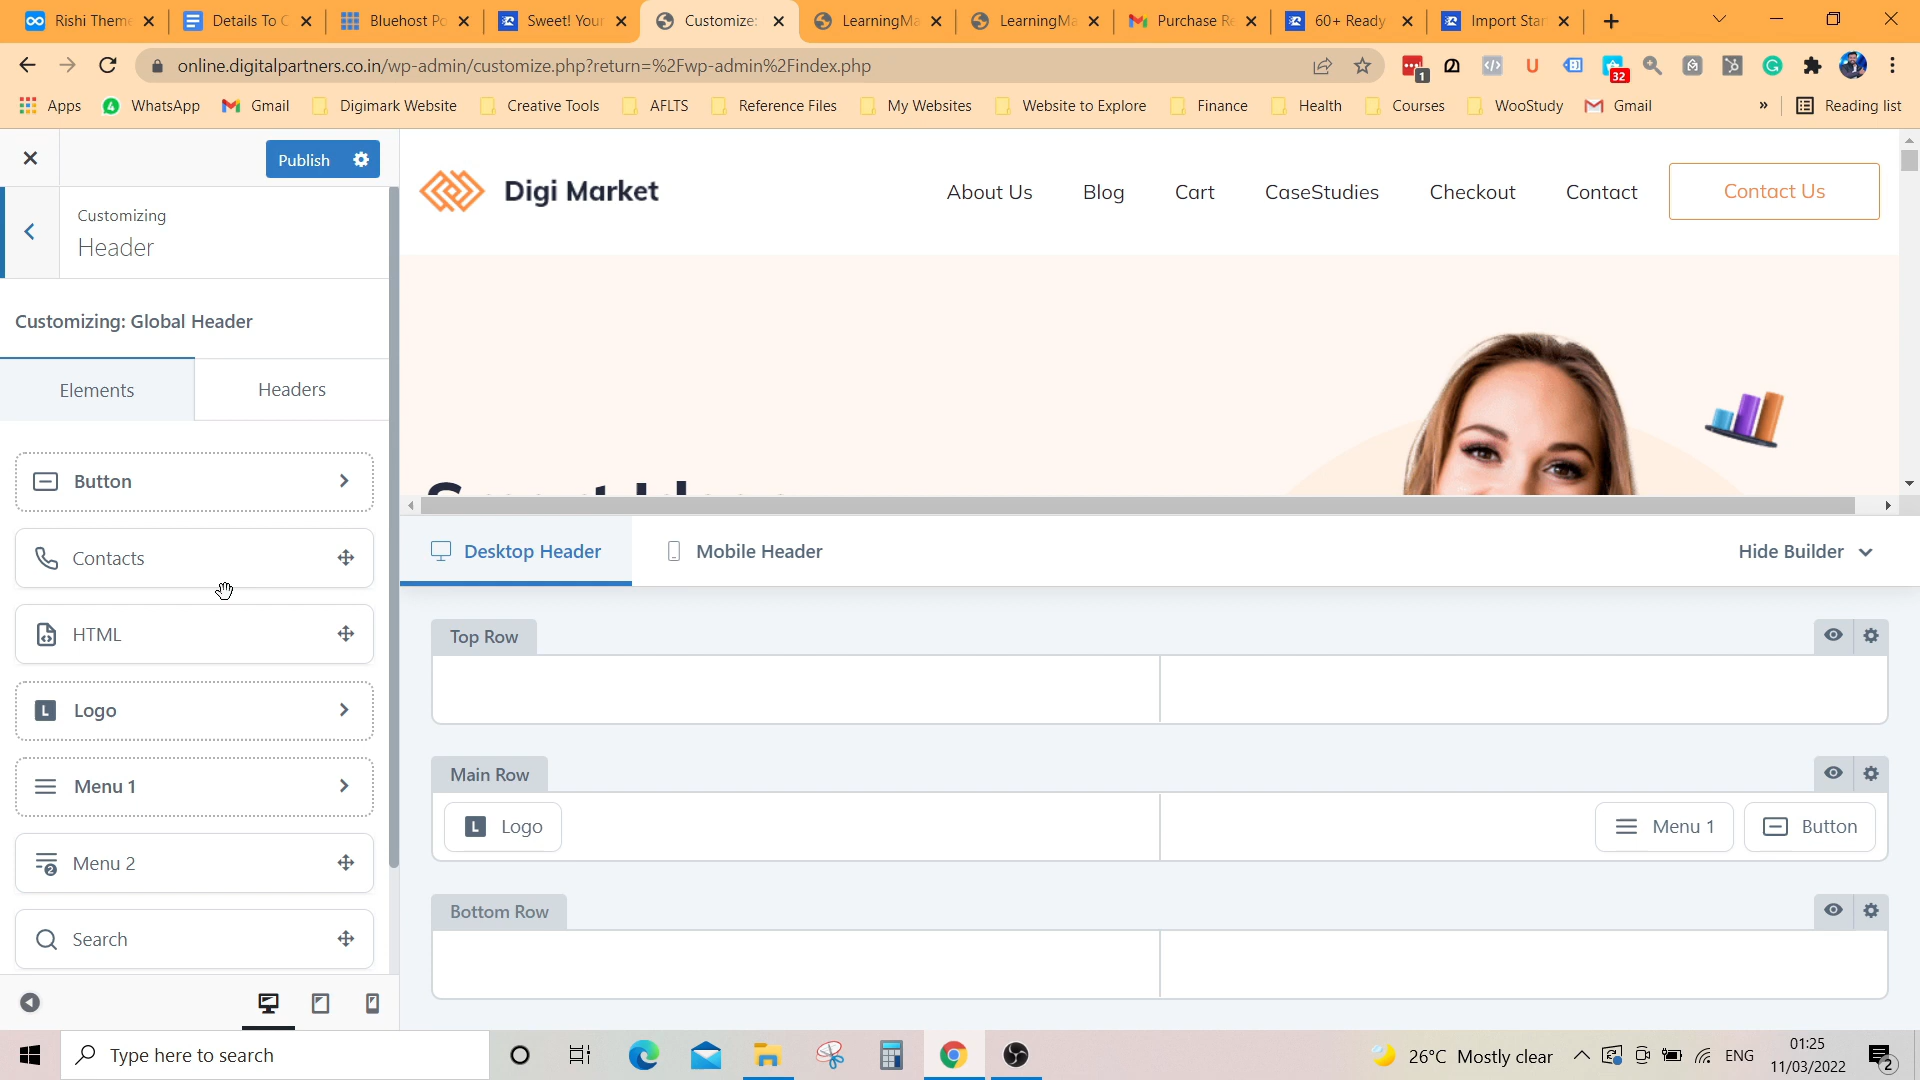 Rishi Theme
Details To C
Bluehost Po
Sweet! Your
Customize:
LearningMa
LearningMa
Purchase Re
60+ Ready
Import Star
online.digitalpartners.co.in/wp-admin/customize.php?return=%2Fwp-admin%2Findex.php
1
32
Apps
WhatsApp
Gmail
Digimark Website
Creative Tools
AFLTS
Reference Files
My Websites
Website to Explore
Finance
Health
Courses
WooStudy
Gmail
»
Reading list
Publish
Customizing
Header
Customizing: Global Header
Elements
Headers
Button
Contacts
HTML
L Logo
Menu 1
2 Menu 2
Search
Digi Market
About Us
Blog
Cart
CaseStudies
Checkout
Contact
Contact Us
Desktop Header
Mobile Header
Hide Builder
Top Row
Main Row
L Logo
Menu 1
Button
Bottom Row
Type here to search
26°C Mostly clear
ENG
01:25
11/03/2022
2